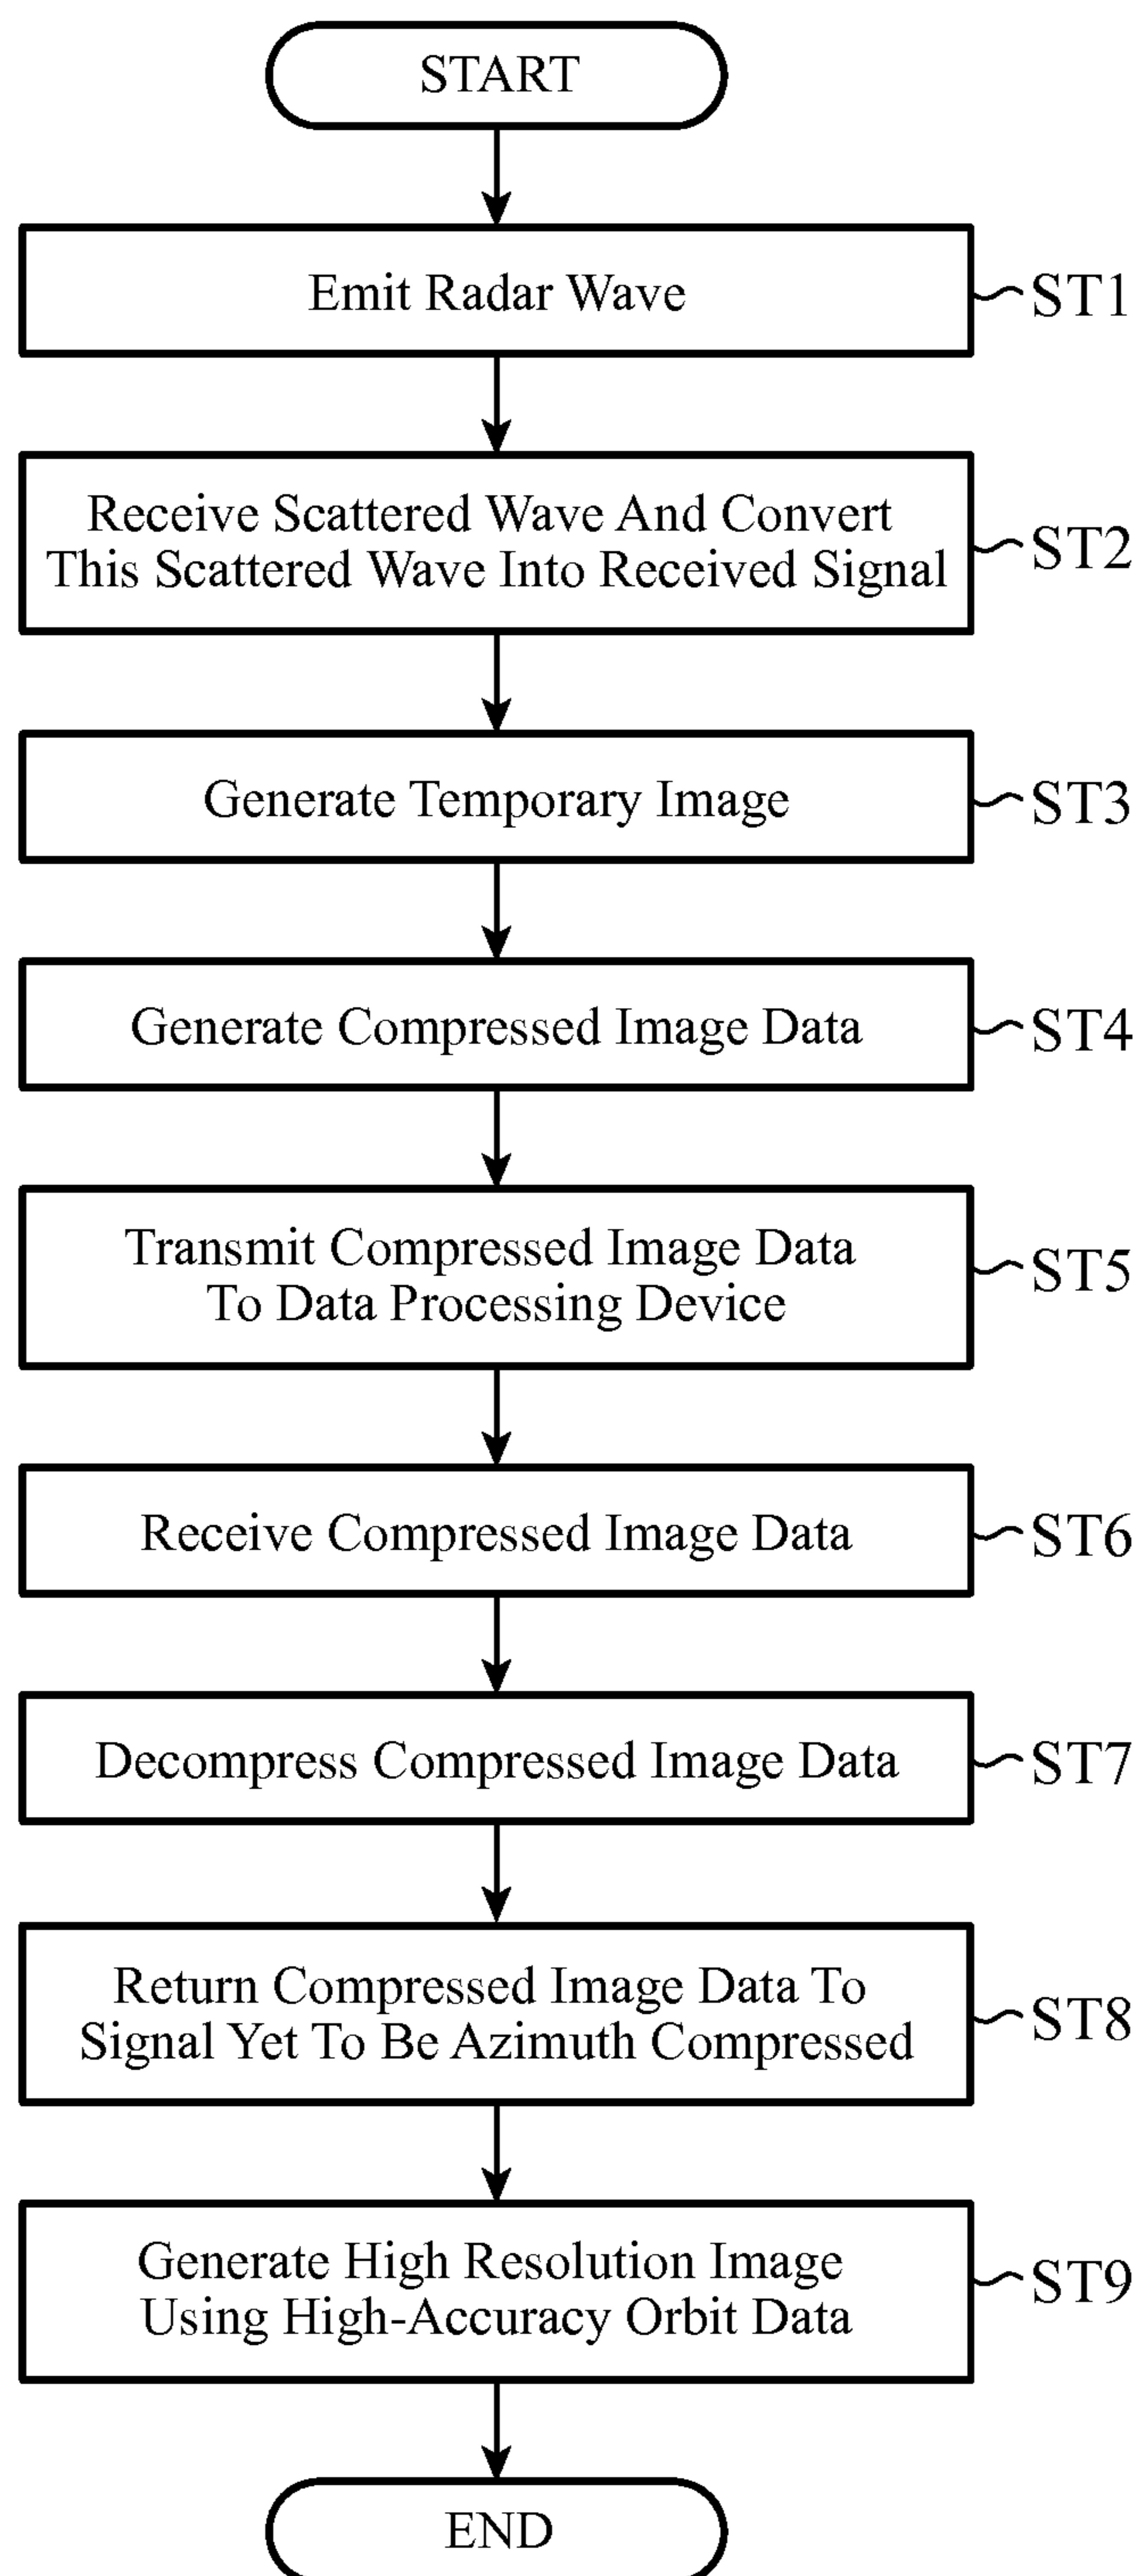 START
Emit Radar Wave
ST1
Receive Scattered Wave And Convert
This Scattered Wave Into Received Signal
ST2
Generate Temporary Image
ST3
Generate Compressed Image Data
ST4
Transmit Compressed Image Data
To Data Processing Device
ST5
Receive Compressed Image Data
ST6
Decompress Compressed Image Data
ST7
Return Compressed Image Data To
Signal Yet To Be Azimuth Compressed
ST8
Generate High Resolution Image
Using High-Accuracy Orbit Data
ST9
END